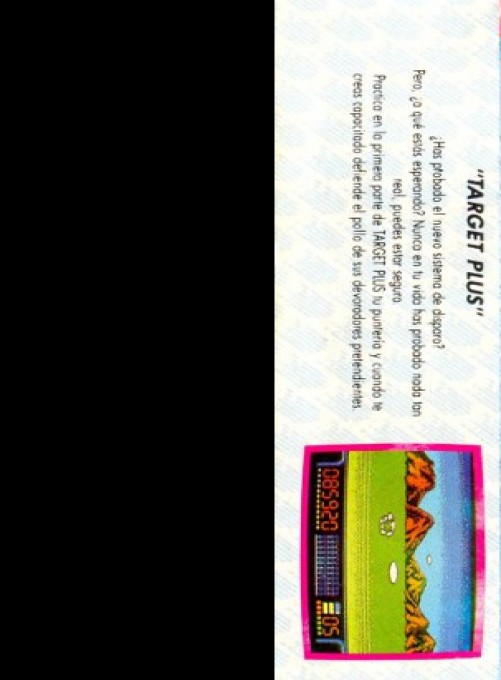 "TARGET PLUS"
¿Has probado el nuevo sistema de disparo?
Pero, ¿a qué estás esperando? Nunca en tu vida has probado nada tan
real, puedes estar seguro.
Practica en la primera parte de TARGET PLUS tu puntería y cuando te
creas capacitado defiende el pollo de sus devoradores pretendientes.
085920
05